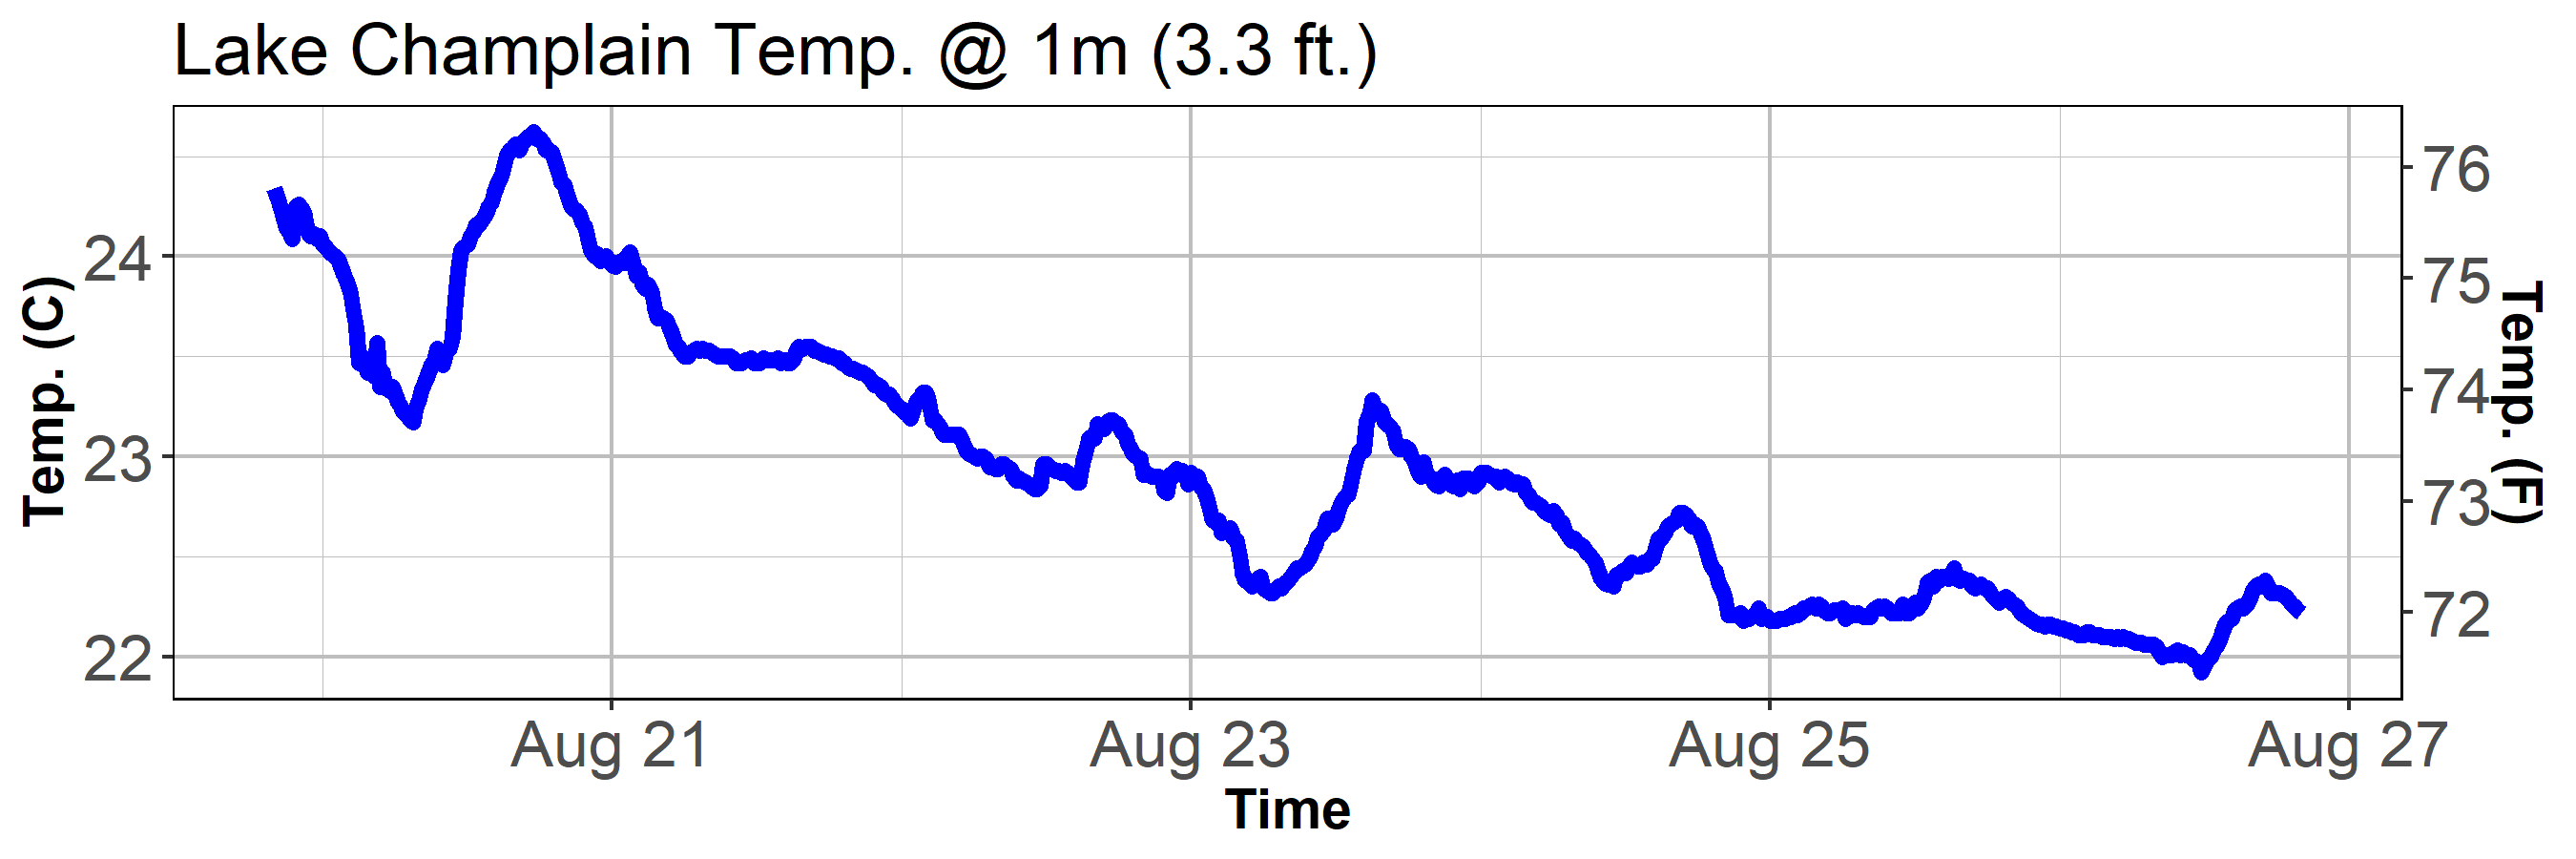 Lake Champlain Temp. @ 1m (3.3 ft.)
Temp. (C)
24
23
22
76
75
74
73
72
Temp. (F)
Aug 21
Aug 23
Aug 25
Aug 27
Time